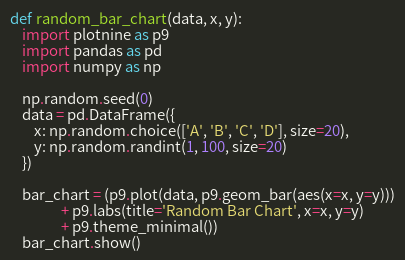 def random_bar_chart(data, x, y):
    import plotnine as p9
    import pandas as pd
    import numpy as np

    np.random.seed(0)
    data = pd.DataFrame({
        x: np.random.choice(['A', 'B', 'C', 'D'], size=20),
        y: np.random.randint(1, 100, size=20)
    })

    bar_chart = (p9.plot(data, p9.geom_bar(aes(x=x, y=y)))
                 + p9.labs(title='Random Bar Chart', x=x, y=y)
                 + p9.theme_minimal())
    bar_chart.show()